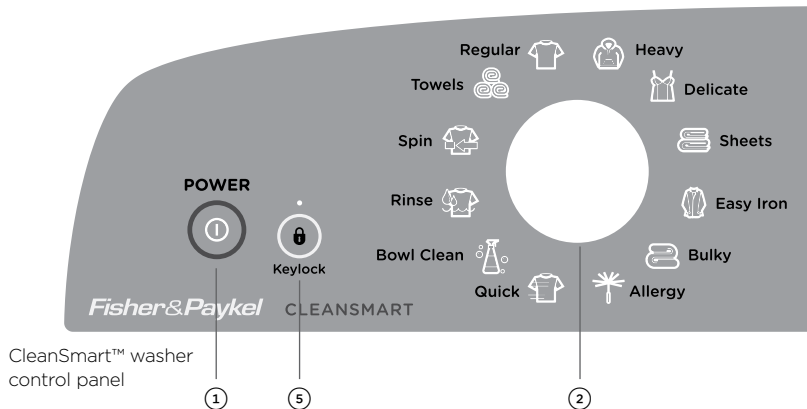 Regular
Heavy
Towels
Delicate
Spin
Sheets
POWER
Rinse
Easy Iron
Keylock
Bowl Clean
Bulky
Quick
Allergy
Fisher&Paykel CLEANSMART
CleanSmart™ washer
control panel
1
5
2